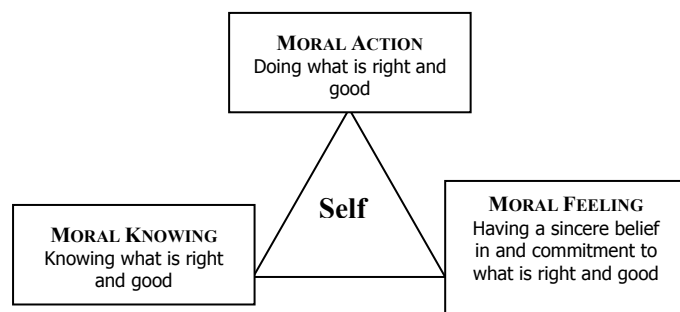 MORAL ACTION
Doing what is right and
good
Self
MORAL KNOWING
Knowing what is right
and good
MORAL FEELING
Having a sincere belief
in and commitment to
what is right and good